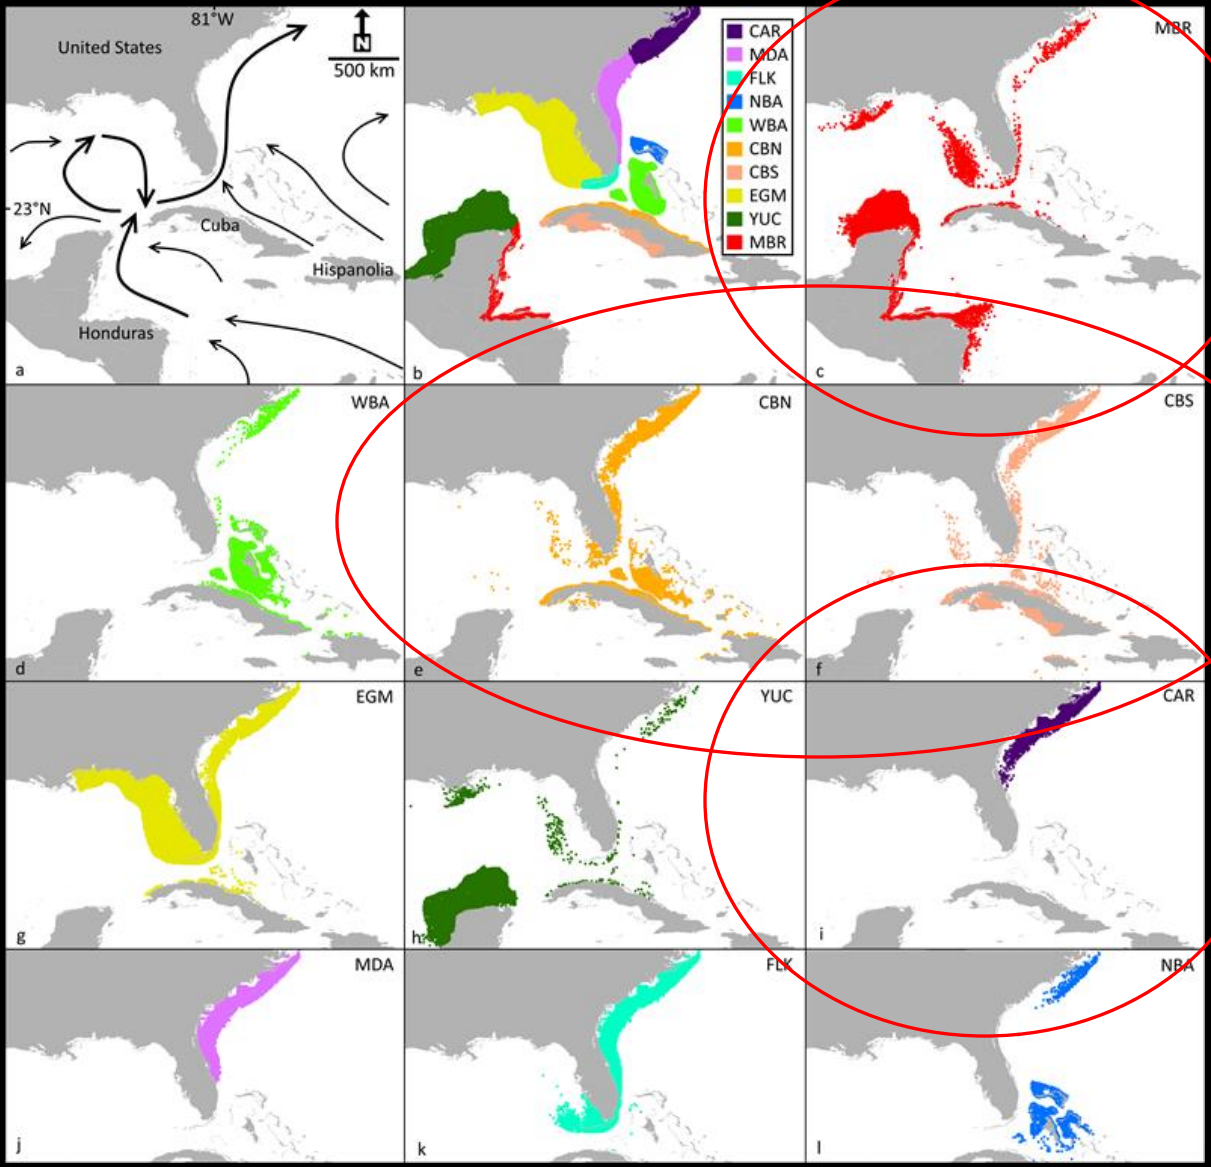 81°W
United States
N
500 km
23°N
Cuba
Hispanolia
Honduras
a
CAR
MDA
FLK
NBA
WBA
CBN
CBS
EGM
YUC
MBR
b
MBR
c
WBA
d
CBN
e
CBS
f
EGM
g
YUC
h
CAR
i
MDA
j
FLK
k
NBA
l